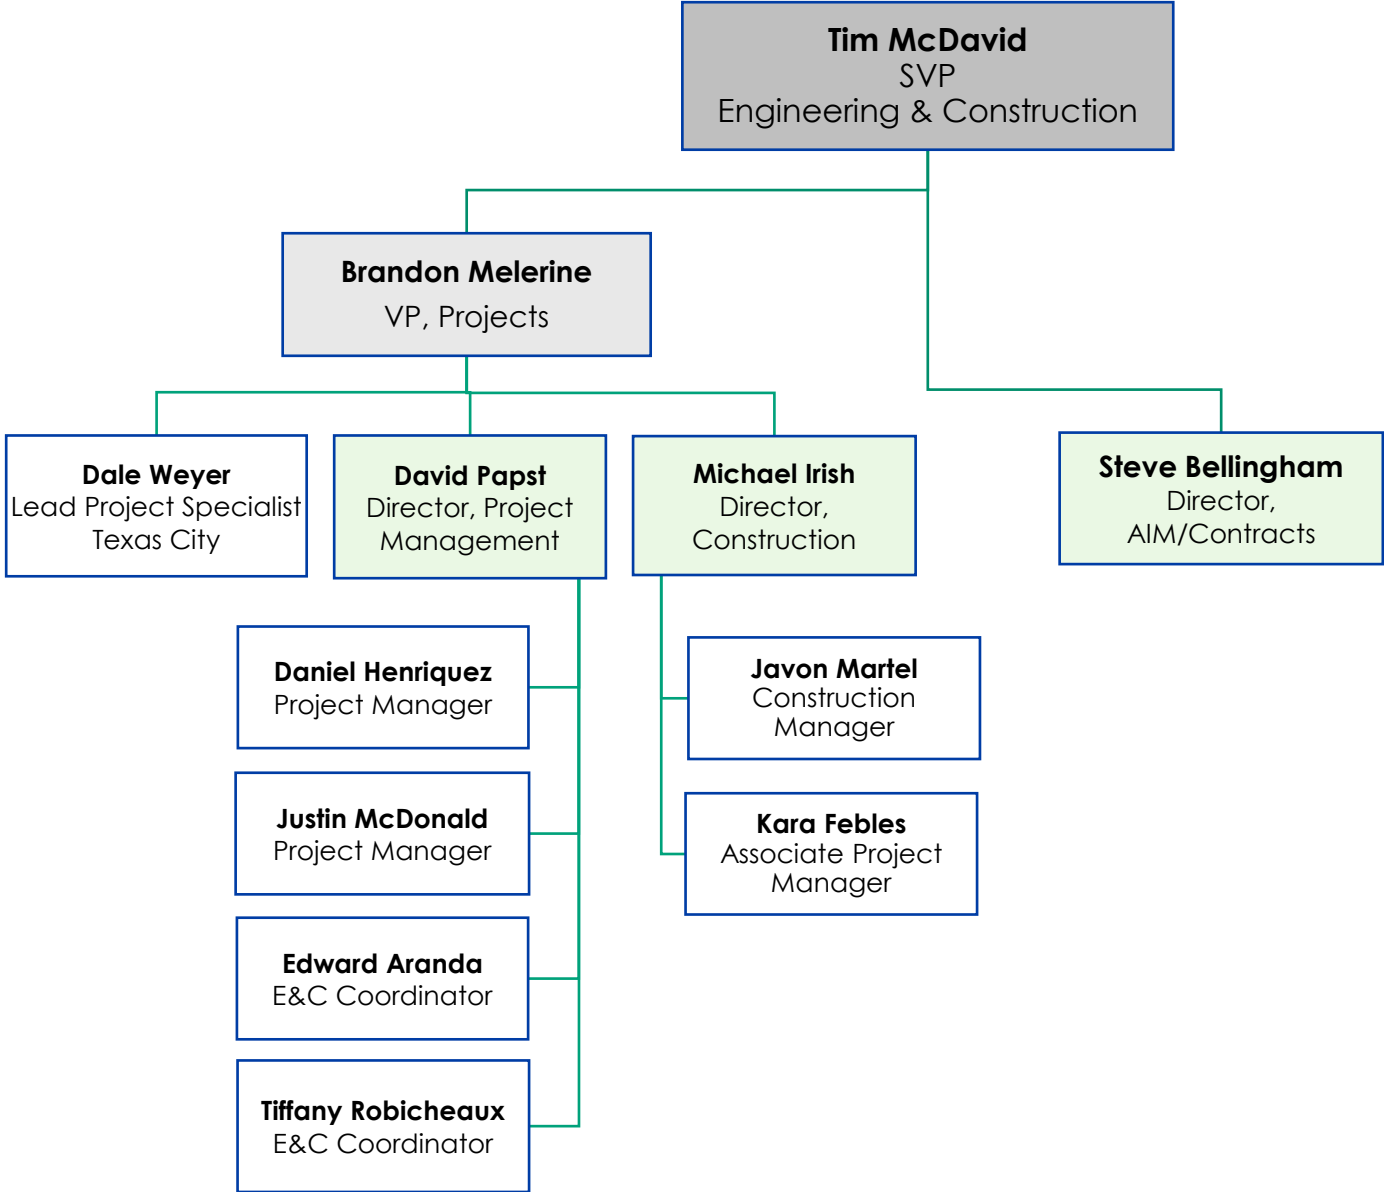 Tim McDavid
SVP
Engineering & Construction
Brandon Melerine
VP, Projects
Dale Weyer
Lead Project Specialist
Texas City
David Papst
Director, Project
Management
Michael Irish
Director,
Construction
Steve Bellingham
Director,
AIM/Contracts
Daniel Henriquez
Project Manager
Justin McDonald
Project Manager
Edward Aranda
E&C Coordinator
Tiffany Robicheaux
E&C Coordinator
Javon Martel
Construction
Manager
Kara Febles
Associate Project
Manager